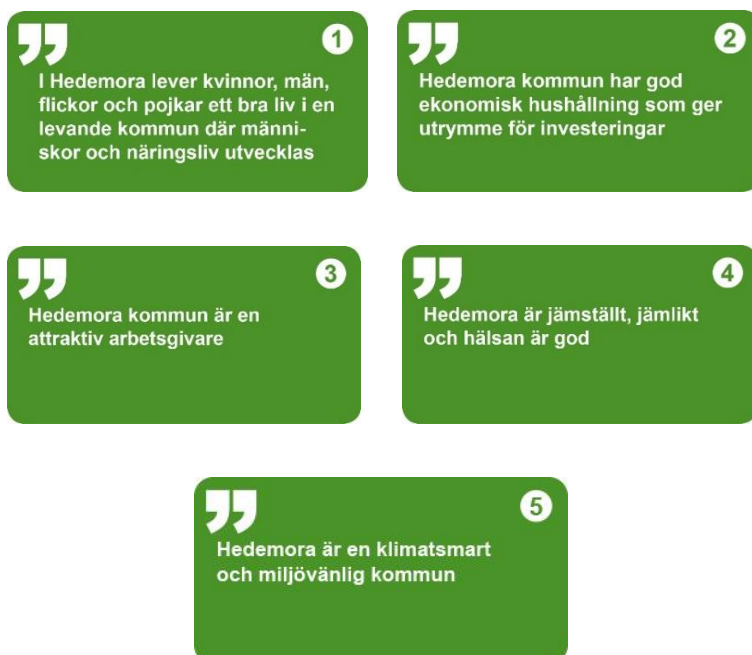 1
I Hedemora lever kvinnor, män,
flickor och pojkar ett bra liv i en
levande kommun där männi-
skor och näringsliv utvecklas
2
Hedemora kommun har god
ekonomisk hushållning som ger
utrymme för investeringar
3
Hedemora kommun är en
attraktiv arbetsgivare
4
Hedemora är jämställt, jämlikt
och hälsan är god
5
Hedemora är en klimatsmart
och miljövänlig kommun